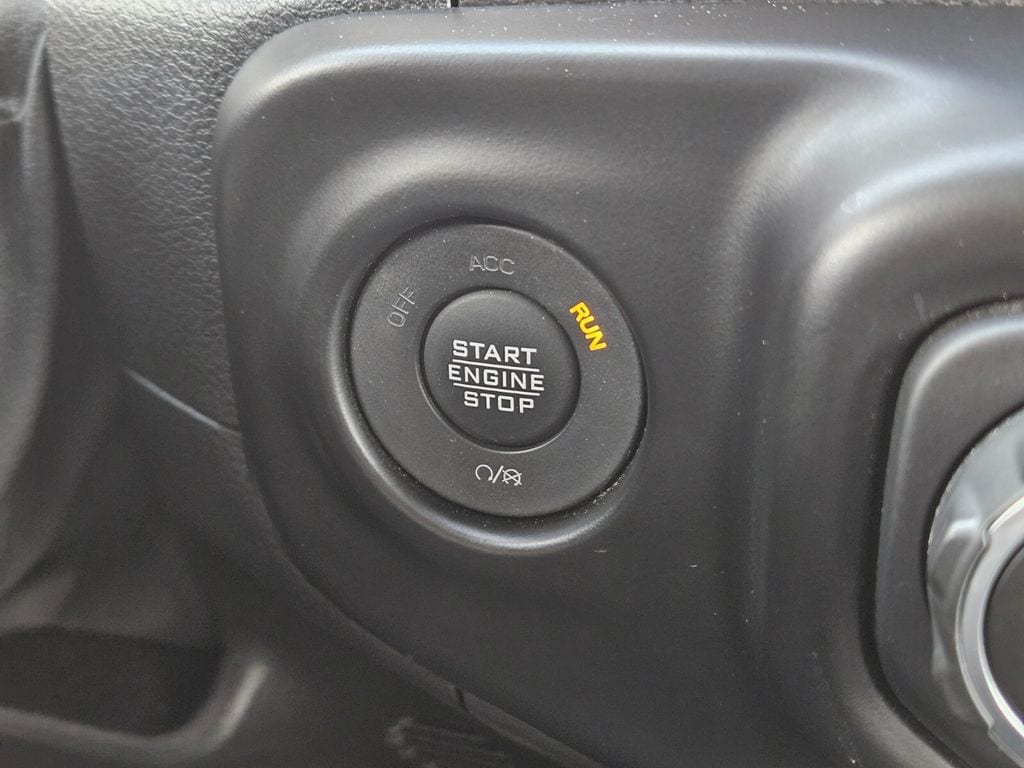 ACC
OFF
RUN
START
ENGINE
STOP